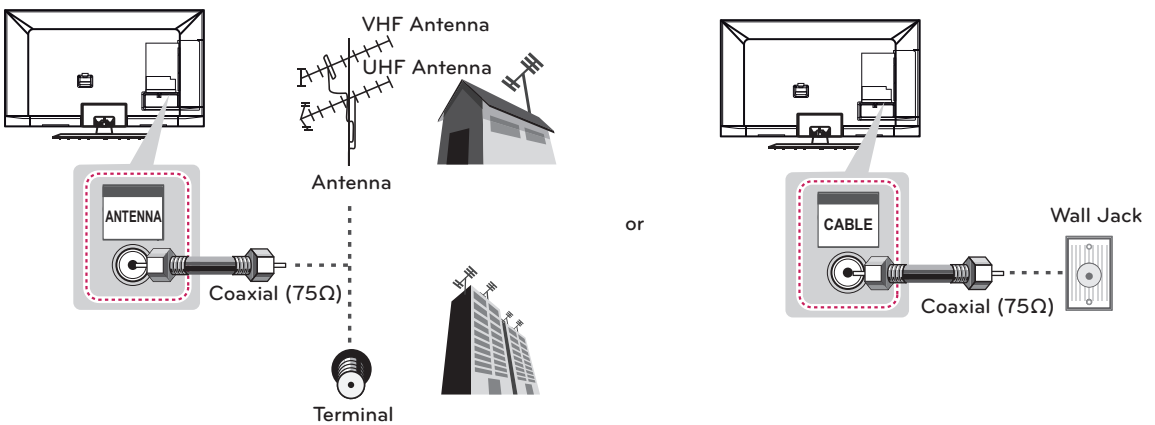 VHF Antenna
UHF Antenna
Antenna
ANTENNA
Coaxial (75Ω)
Terminal
or
CABLE
Wall Jack
Coaxial (75Ω)